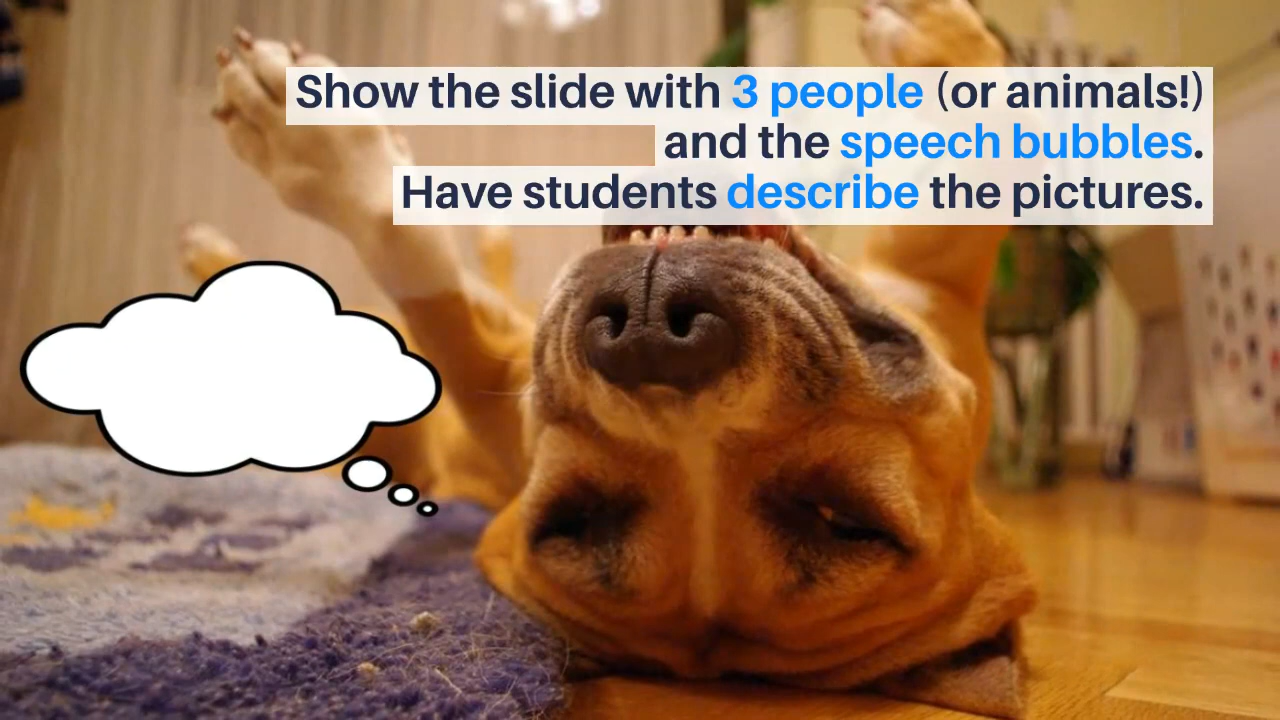 Show the slide with 3 people (or animals!)
and the speech bubbles.
Have students describe the pictures.